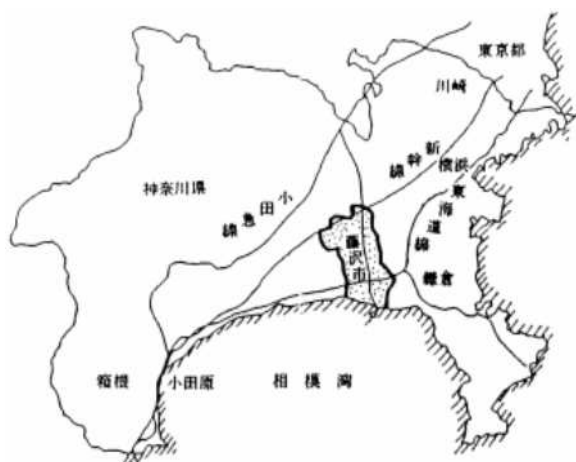 東京都
川崎
新幹線
横浜
神奈川県
小田急線
東海道線
藤沢市
鎌倉
箱根
小田原
相模湾